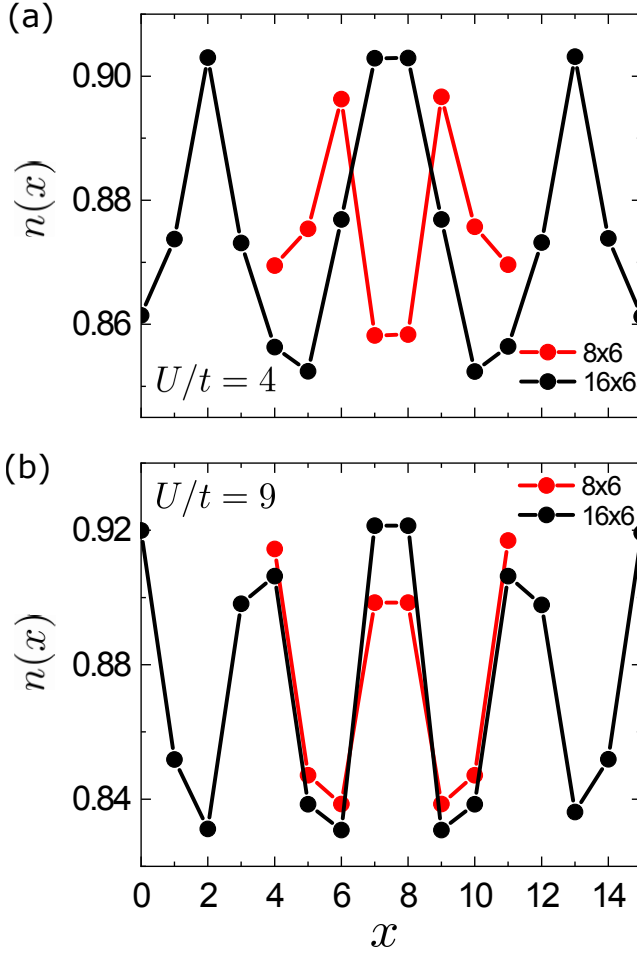 (a)
0.90
0.88
0.86
n(x)
U/t = 4
8x6
16x6
(b)
U/t = 9
8x6
16x6
0.92
0.88
0.84
n(x)
0 2 4 6 8 10 12 14
x